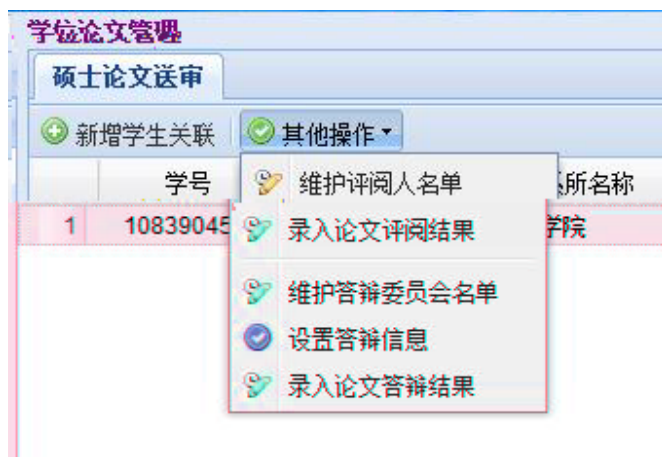 学位论文管理
硕士论文送审
新增学生关联 其他操作
学号 所名称
维护评阅人名单
1 10839045 学院
录入论文评阅结果
维护答辩委员会名单
设置答辩信息
录入论文答辩结果